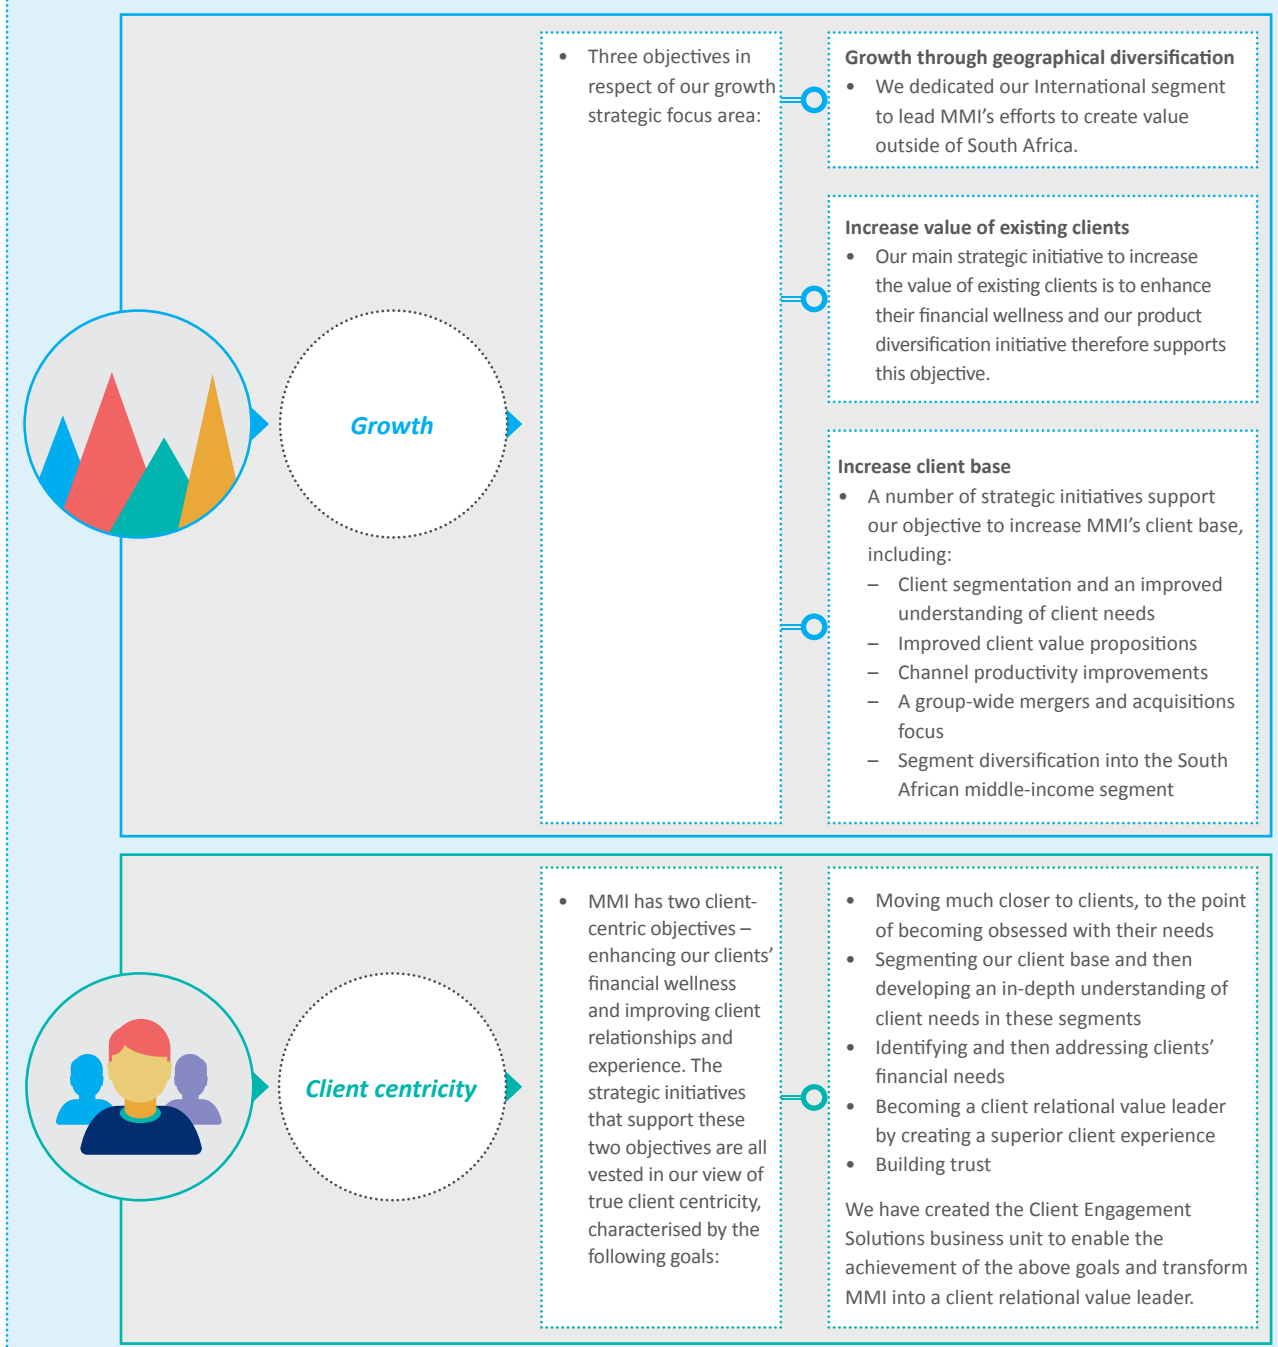 Growth
• Three objectives in
respect of our growth
strategic focus area:
Growth through geographical diversification
• We dedicated our International segment
to lead MMI’s efforts to create value
outside of South Africa.
Increase value of existing clients
• Our main strategic initiative to increase
the value of existing clients is to enhance
their financial wellness and our product
diversification initiative therefore supports
this objective.
Increase client base
• A number of strategic initiatives support
our objective to increase MMI’s client base,
including:
– Client segmentation and an improved
understanding of client needs
– Improved client value propositions
– Channel productivity improvements
– A group-wide mergers and acquisitions
focus
– Segment diversification into the South
African middle-income segment
Client centricity
• MMI has two client-
centric objectives –
enhancing our clients’
financial wellness
and improving client
relationships and
experience. The
strategic initiatives
that support these
two objectives are all
vested in our view of
true client centricity,
characterised by the
following goals:
• Moving much closer to clients, to the point
of becoming obsessed with their needs
• Segmenting our client base and then
developing an in-depth understanding of
client needs in these segments
• Identifying and then addressing clients’
financial needs
• Becoming a client relational value leader
by creating a superior client experience
• Building trust
We have created the Client Engagement
Solutions business unit to enable the
achievement of the above goals and transform
MMI into a client relational value leader.